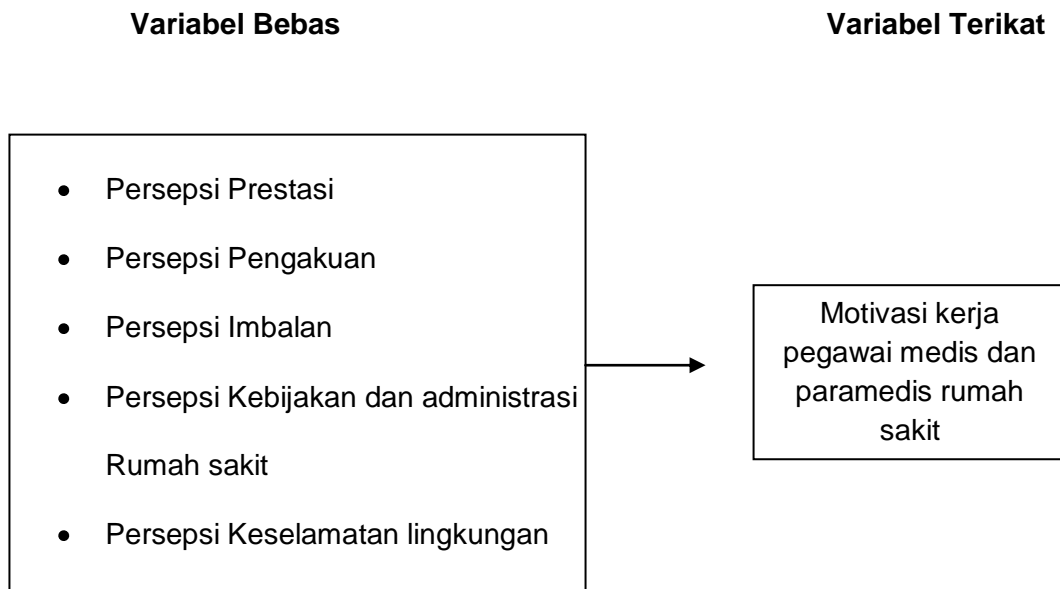 Variabel Bebas
Variabel Terikat
• Persepsi Prestasi
• Persepsi Pengakuan
• Persepsi Imbalan
• Persepsi Kebijakan dan administrasi
Rumah sakit
• Persepsi Keselamatan lingkungan
Motivasi kerja
pegawai medis dan
paramedis rumah
sakit